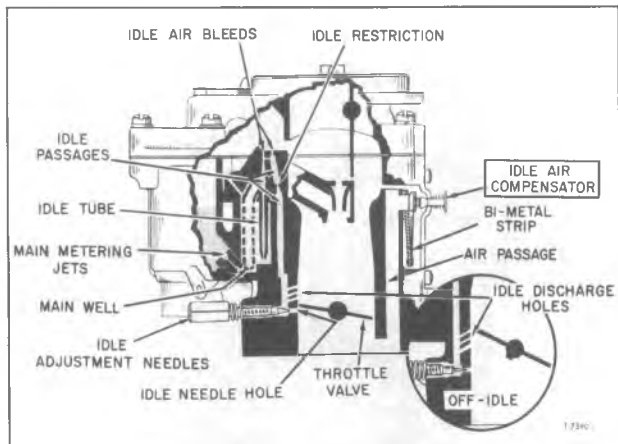 IDLE AIR BLEEDS
IDLE RESTRICTION
IDLE
PASSAGES
IDLE TUBE
MAIN METERING
JETS
MAIN WELL
IDLE
ADJUSTMENT NEEDLES
IDLE NEEDLE HOLE
THROTTLE
VALVE
IDLE AIR
COMPENSATOR
BI-METAL
STRIP
AIR PASSAGE
IDLE DISCHARGE
HOLES
OFF-IDLE